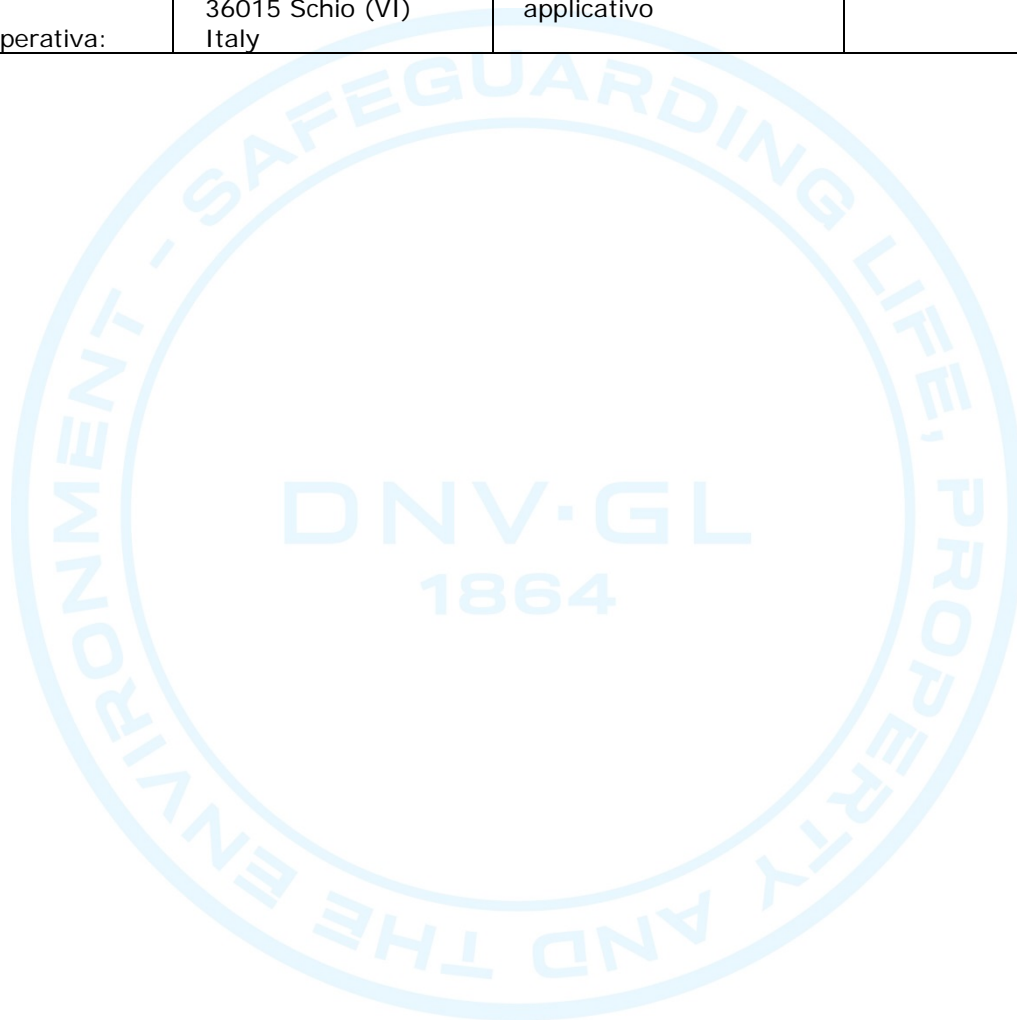 36015 Schio (VI) applicativo
perativa: Italy
SAFEGUARDING LIFE, PROPERTY AND THE ENVIRONMENT -
DNV·GL
1864